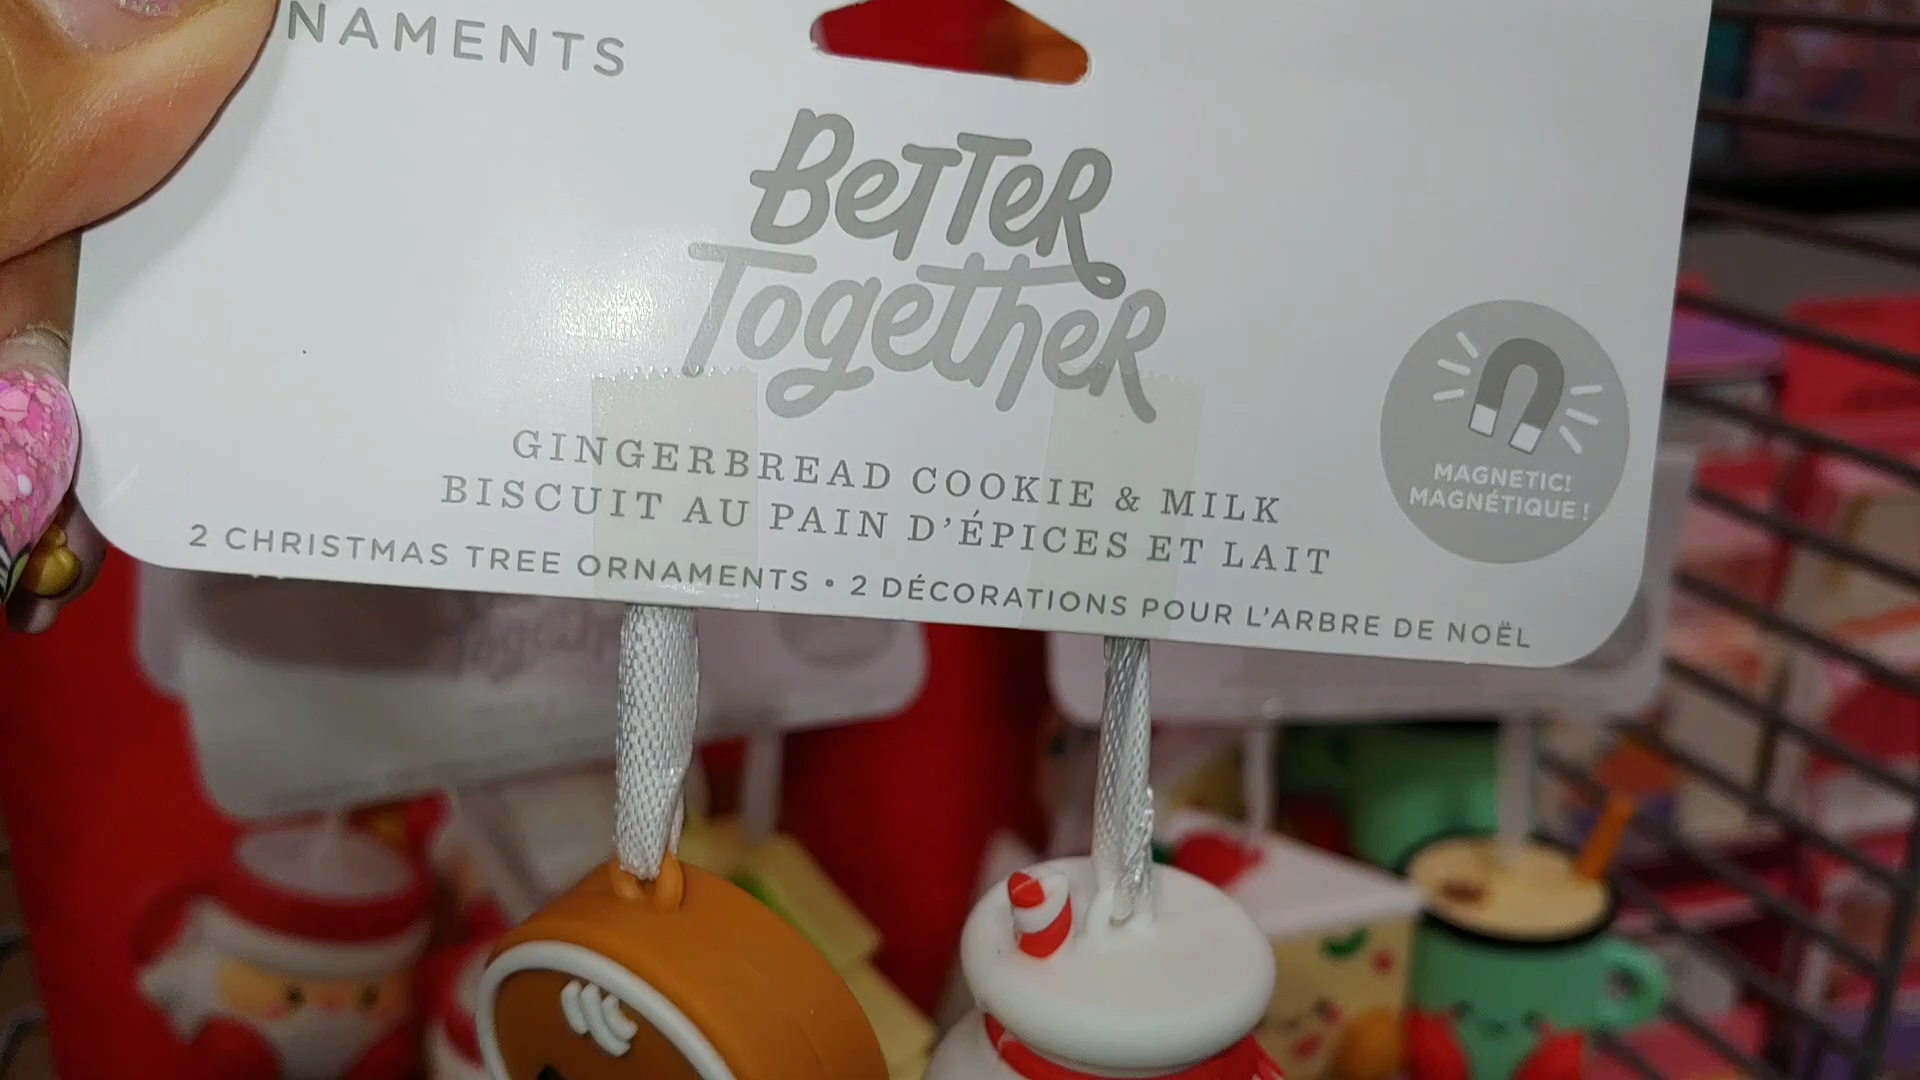 NAMENTS
BETTER
TOGETHER
GINGERBREAD COOKIE & MILK
BISCUIT AU PAIN D'ÉPICES ET LAIT
2 CHRISTMAS TREE ORNAMENTS • 2 DÉCORATIONS POUR L'ARBRE DE NOËL
MAGNETIC!
MAGNÉTIQUE !